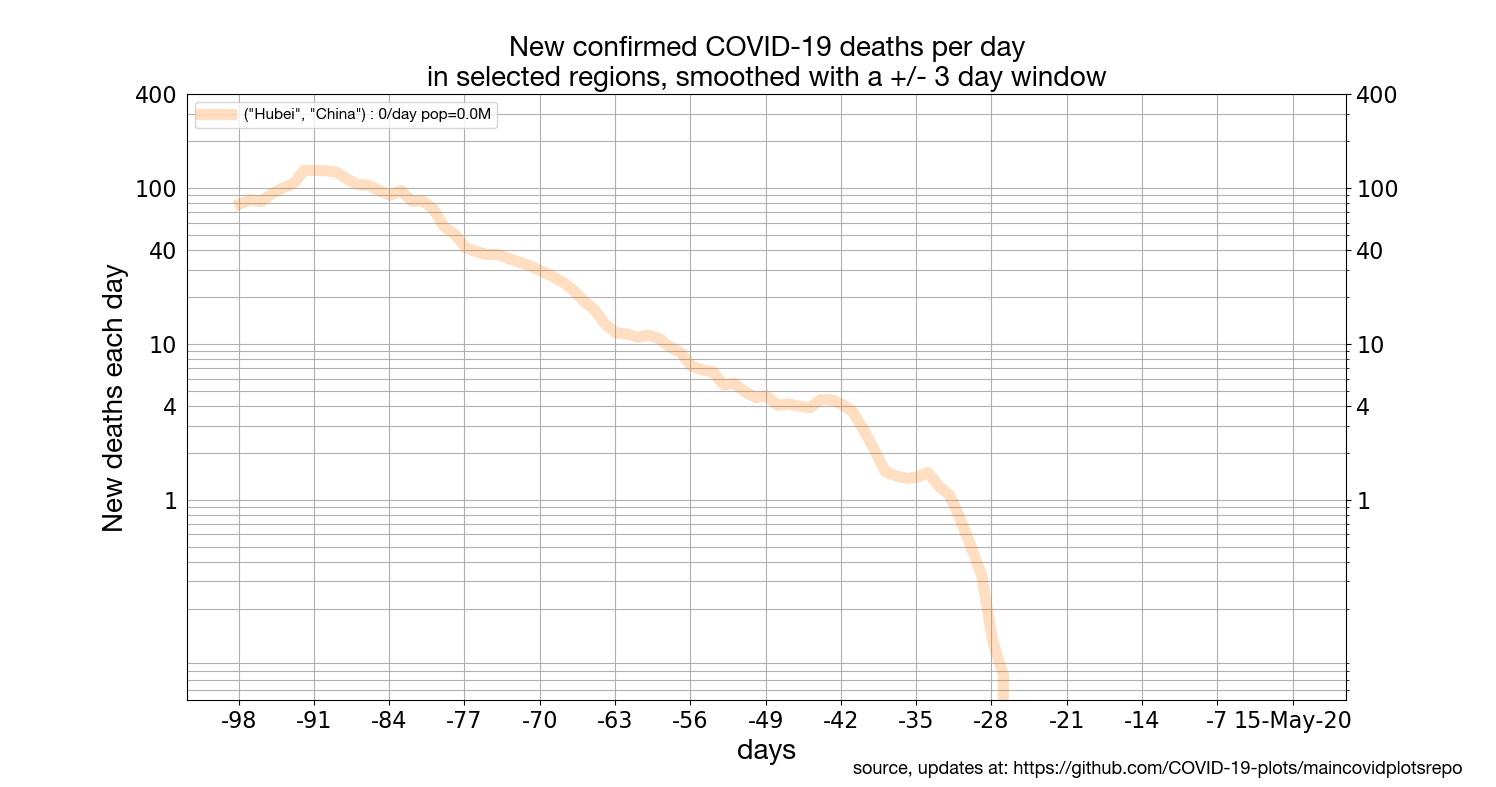 New confirmed COVID-19 deaths per day
in selected regions, smoothed with a +/- 3 day window
400
100
40
10
4
1
New deaths each day
("Hubei", "China") : 0/day pop=0.0M
400
100
40
10
4
1
-98 -91 -84 -77 -70 -63 -56 -49 -42 -35 -28 -21 -14 -7 15-May-20
days
source, updates at: https://github.com/COVID-19-plots/maincovidplotsrepo